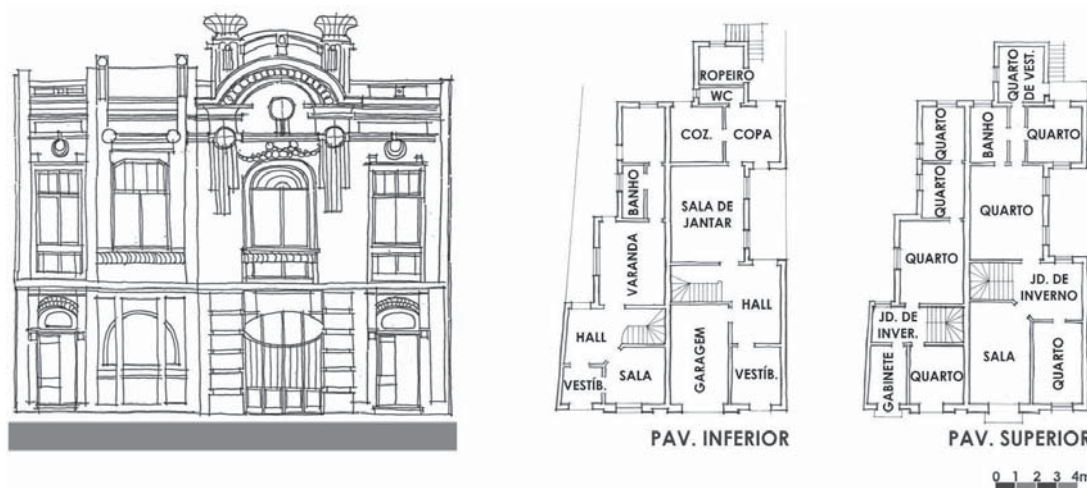 ROPEIRO
WC
COZ.
COPA
BANHO
SALA DE
JANTAR
VARANDA
HALL
HALL
VESTÍB.
SALA
GARAGEM
VESTÍB.
PAV. INFERIOR
QUARTO
DE VEST.
QUARTO
BANHO
QUARTO
QUARTO
QUARTO
QUARTO
JD. DE
INVERNO
JD. DE
INVER.
GABINETE
QUARTO
SALA
QUARTO
PAV. SUPERIOR
0 1 2 3 4m